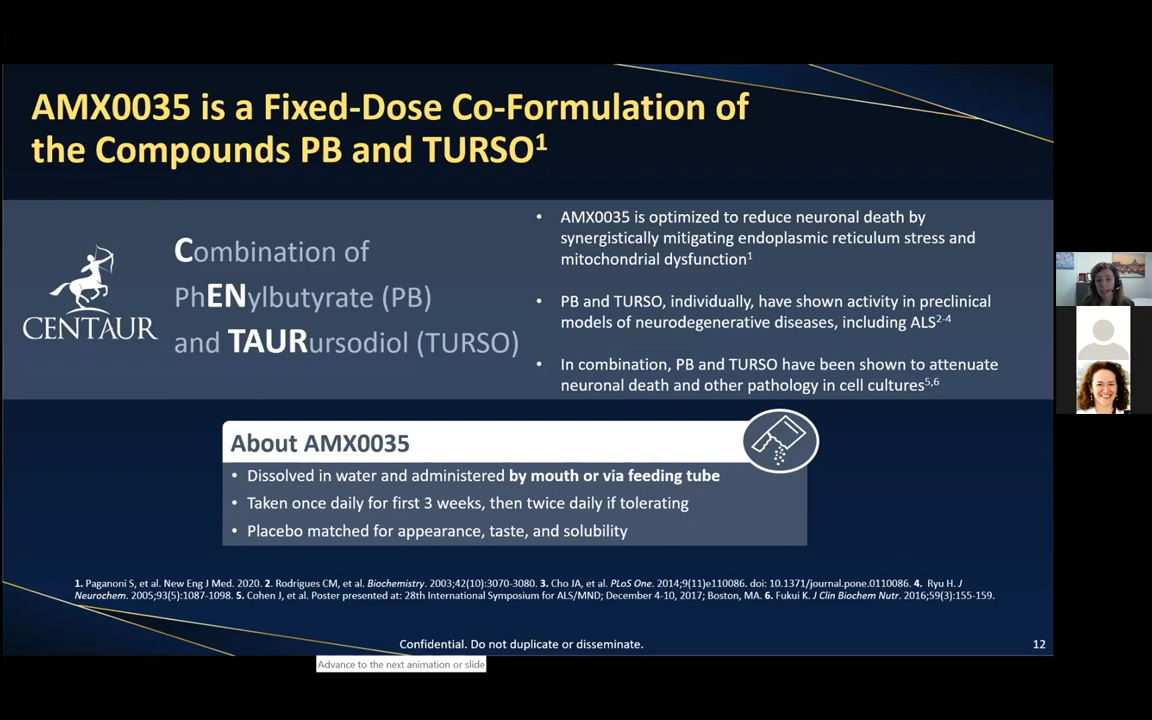 AMX0035 is a Fixed-Dose Co-Formulation of
the Compounds PB and TURSO1
CENTAUR
Combination of
PhENylbutyrate (PB)
and TAURursodiol (TURSO)
• AMX0035 is optimized to reduce neuronal death by
synergistically mitigating endoplasmic reticulum stress and
mitochondrial dysfunction1
• PB and TURSO, individually, have shown activity in preclinical
models of neurodegenerative diseases, including ALS2-4
• In combination, PB and TURSO have been shown to attenuate
neuronal death and other pathology in cell cultures5,6
About AMX0035
• Dissolved in water and administered by mouth or via feeding tube
• Taken once daily for first 3 weeks, then twice daily if tolerating
• Placebo matched for appearance, taste, and solubility
1. Paganoni S, et al. New Eng J Med. 2020. 2. Rodrigues CM, et al. Biochemistry. 2003;42(10):3070-3080. 3. Cho JA, et al. PLoS One. 2014;9(11)e110086. doi: 10.1371/journal.pone.0110086. 4. Ryu H. J
Neurochem. 2005;93(5):1087-1098. 5. Cohen J, et al. Poster presented at: 28th International Symposium for ALS/MND; December 4-10, 2017; Boston, MA. 6. Fukui K. J Clin Biochem Nutr. 2016;59(3):155-159.
Confidential. Do not duplicate or disseminate.
12
Advance to the next animation or slide